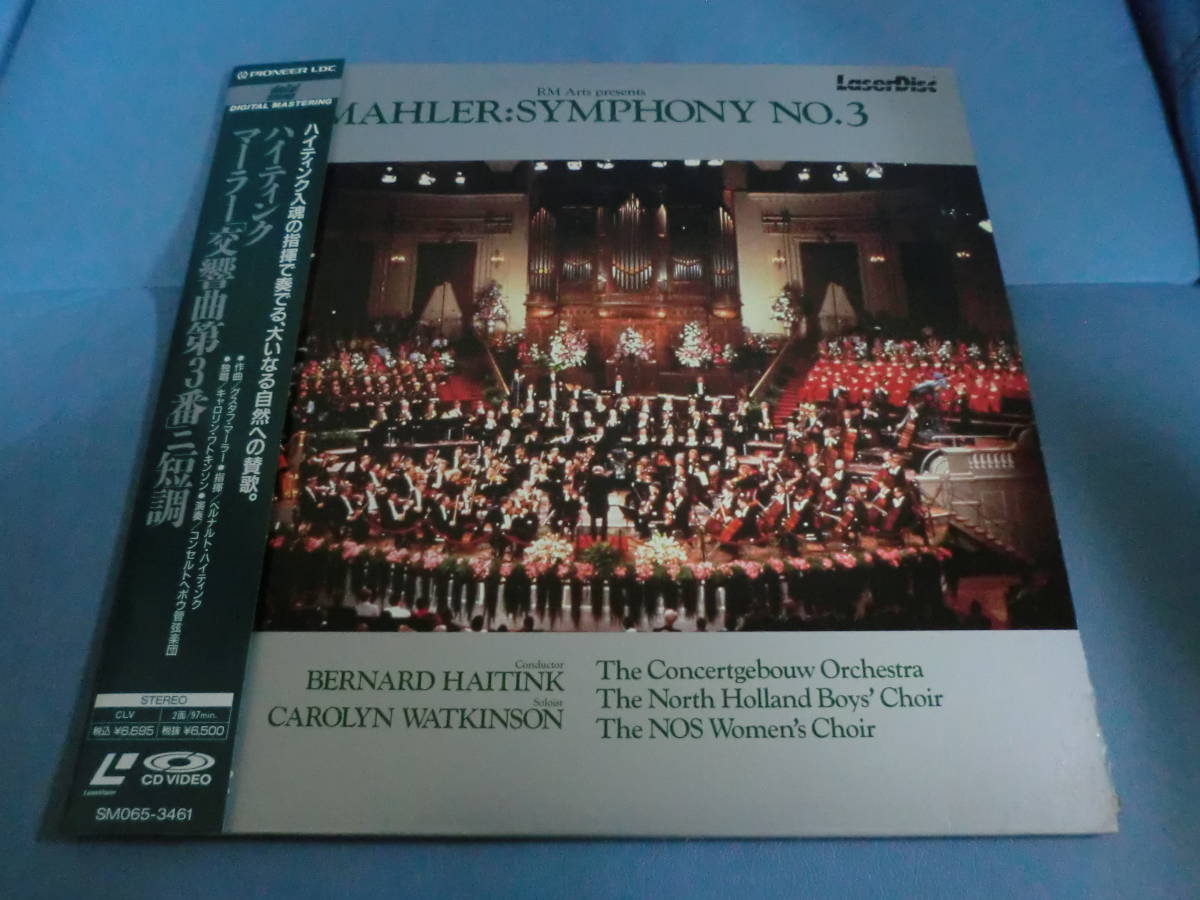 PIONEER LDC
DIGITAL MASTERING
ハイティンク入魂の指揮で奏でる、大いなる自然への賛歌。
ハイティンク
マーラー「交響曲第3番」ニ短調
●作曲/グスタフ・マーラー●指揮/ベルナルト・ハイティンク
●独唱/キャロリン・ワトキンソン●演奏/コンセルトヘボウ管弦楽団
STEREO
CLV
2面/97min.
税込 ¥6,695
税抜 ¥6,500
LaserVision
CD VIDEO
SM065-3461
LaserDisc
RM Arts presents
MAHLER:SYMPHONY NO.3
Conductor
BERNARD HAITINK
Soloist
CAROLYN WATKINSON
The Concertgebouw Orchestra
The North Holland Boys' Choir
The NOS Women's Choir